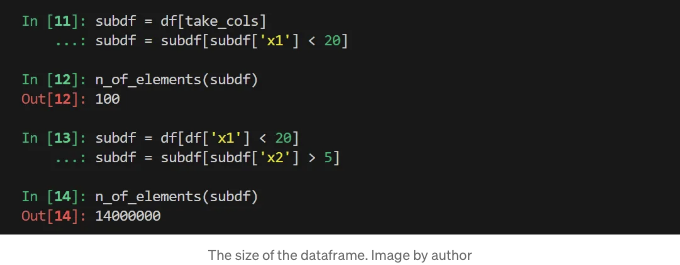 In [11]: subdf = df[take_cols]
...: subdf = subdf[subdf['x1'] < 20]
In [12]: n_of_elements(subdf)
Out[12]: 100
In [13]: subdf = df[df['x1'] < 20]
...: subdf = subdf[subdf['x2'] > 5]
In [14]: n_of_elements(subdf)
Out[14]: 14000000
The size of the dataframe. Image by author